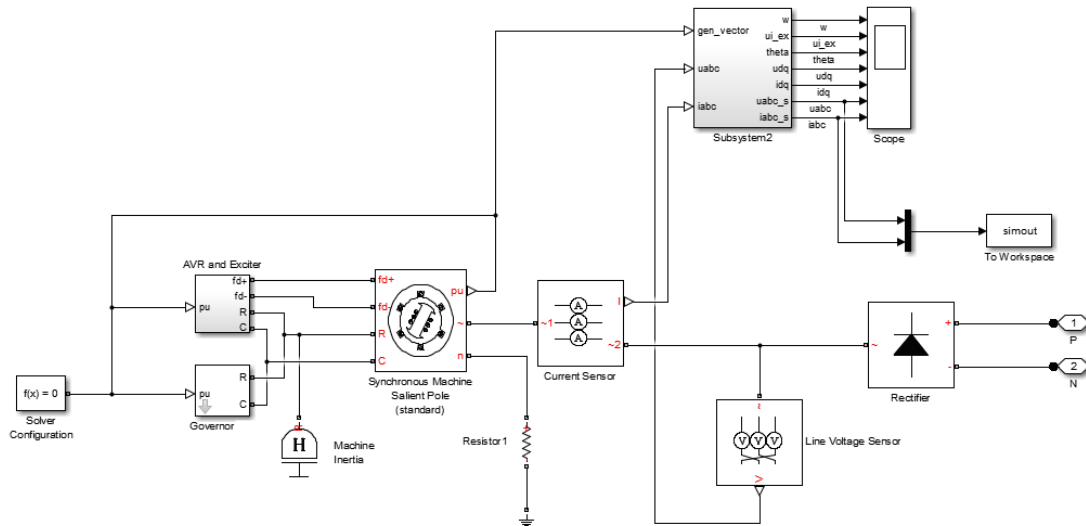 gen_vector
uabc
iabc
w
ui_ex
theta
udq
idq
uabc_s
iabc_s
w
ui_ex
theta
udq
idq
uabc
iabc
Subsystem2
Scope
simout
To Workspace
AVR and Exciter
pu
fd+
fd-
R
C
fd+
fd-
R
C
pu
~
n
Synchronous Machine
Salient Pole
(standard)
~1
I
~2
A
A
A
Current Sensor
~
+
-
Rectifier
1
P
2
N
f(x) = 0
Solver
Configuration
pu
R
C
Governor
H
Machine
Inertia
Resistor1
+
~
V
V
V
V
Line Voltage Sensor